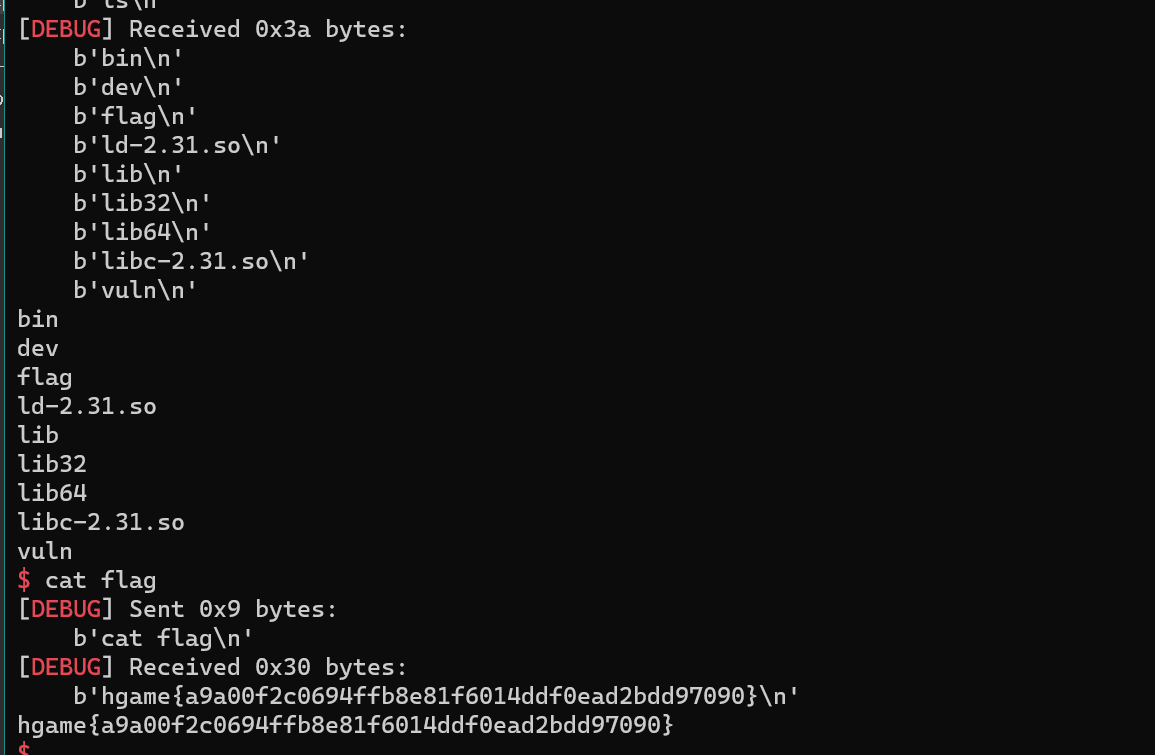 b'ls\n'
[DEBUG] Received 0x3a bytes:
b'bin\n'
b'dev\n'
b'flag\n'
b'ld-2.31.so\n'
b'lib\n'
b'lib32\n'
b'lib64\n'
b'libc-2.31.so\n'
b'vuln\n'
bin
dev
flag
ld-2.31.so
lib
lib32
lib64
libc-2.31.so
vuln
$ cat flag
[DEBUG] Sent 0x9 bytes:
b'cat flag\n'
[DEBUG] Received 0x30 bytes:
b'hgame{a9a00f2c0694ffb8e81f6014ddf0ead2bdd97090}\n'
hgame{a9a00f2c0694ffb8e81f6014ddf0ead2bdd97090}
$